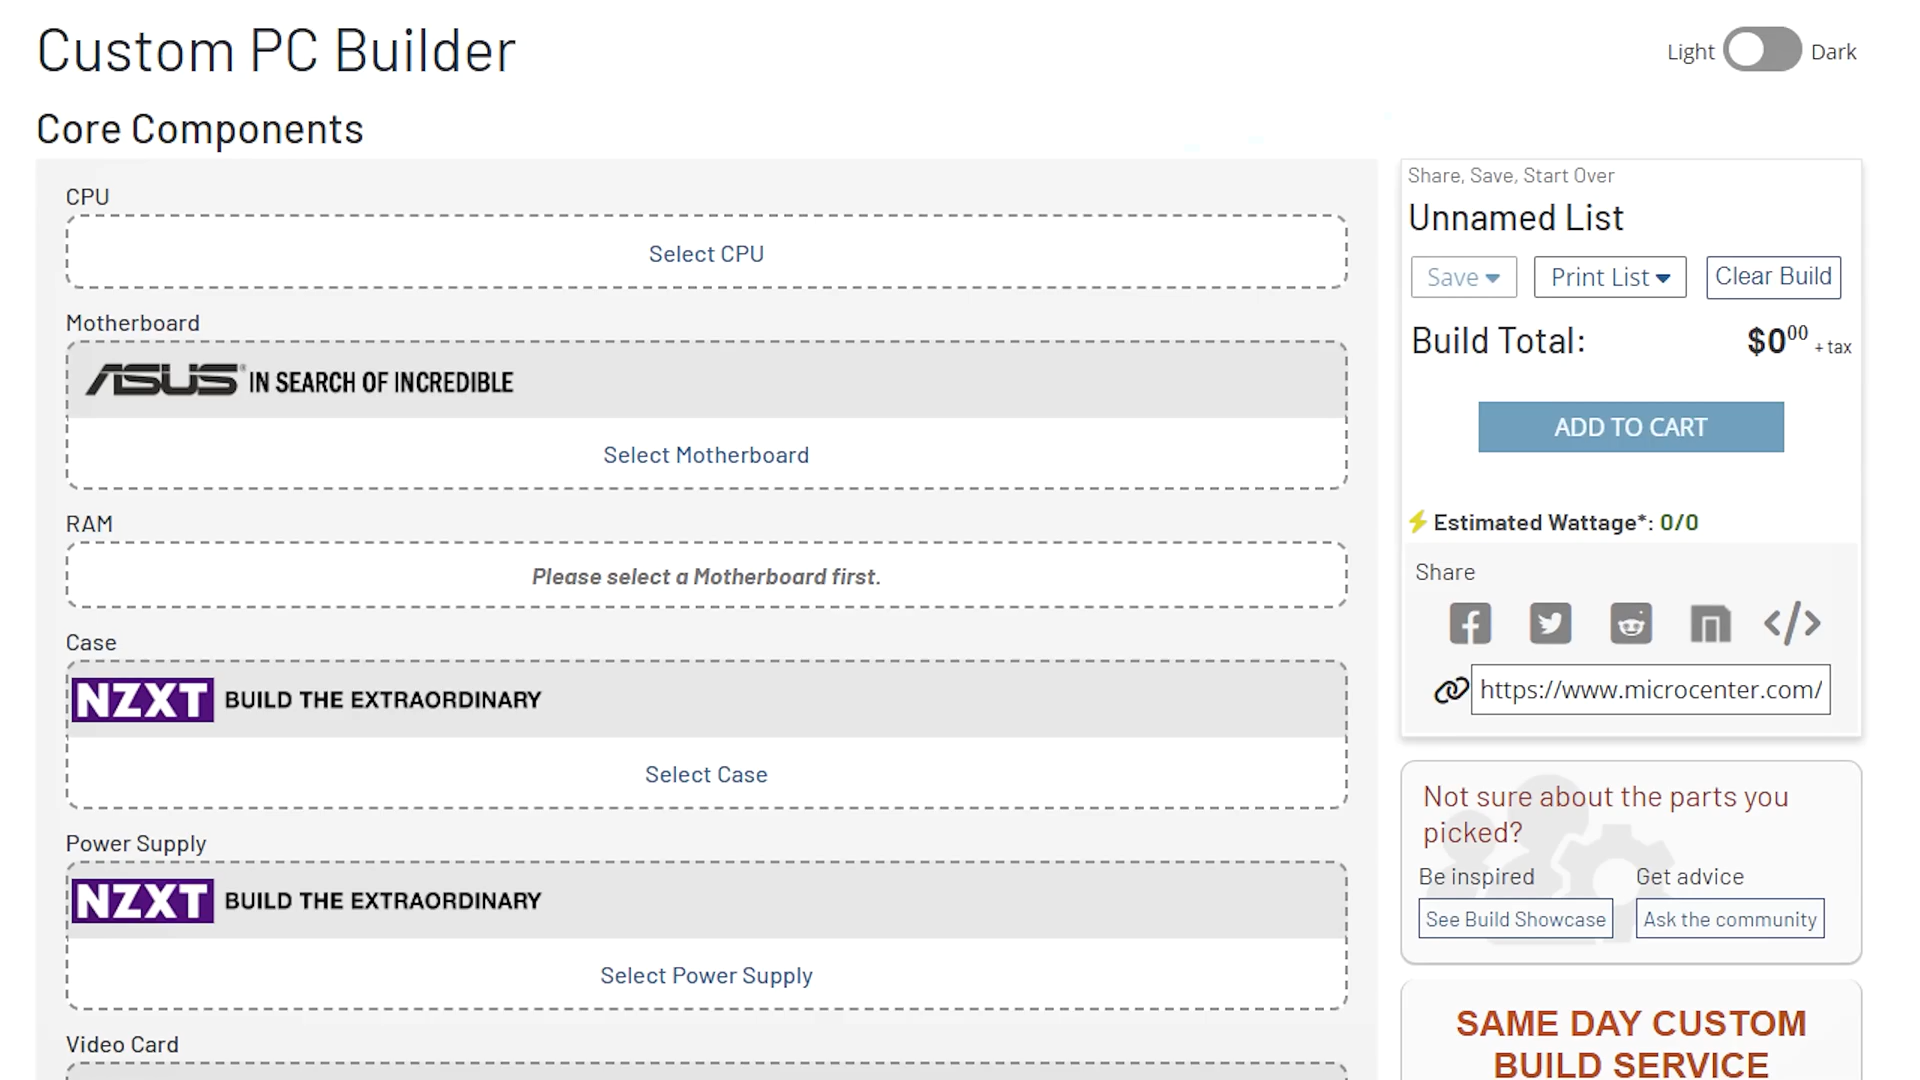 Custom PC Builder
Light
Dark
Core Components
CPU
Select CPU
Motherboard
ASUS IN SEARCH OF INCREDIBLE
Select Motherboard
RAM
Please select a Motherboard first.
Case
NZXT BUILD THE EXTRAORDINARY
Select Case
Power Supply
NZXT BUILD THE EXTRAORDINARY
Select Power Supply
Video Card
Share, Save, Start Over
Unnamed List
Save
Print List
Clear Build
Build Total: $000 + tax
ADD TO CART
Estimated Wattage*: 0/0
Share
https://www.microcenter.com/
Not sure about the parts you
picked?
Be inspired
Get advice
See Build Showcase
Ask the community
SAME DAY CUSTOM
BUILD SERVICE